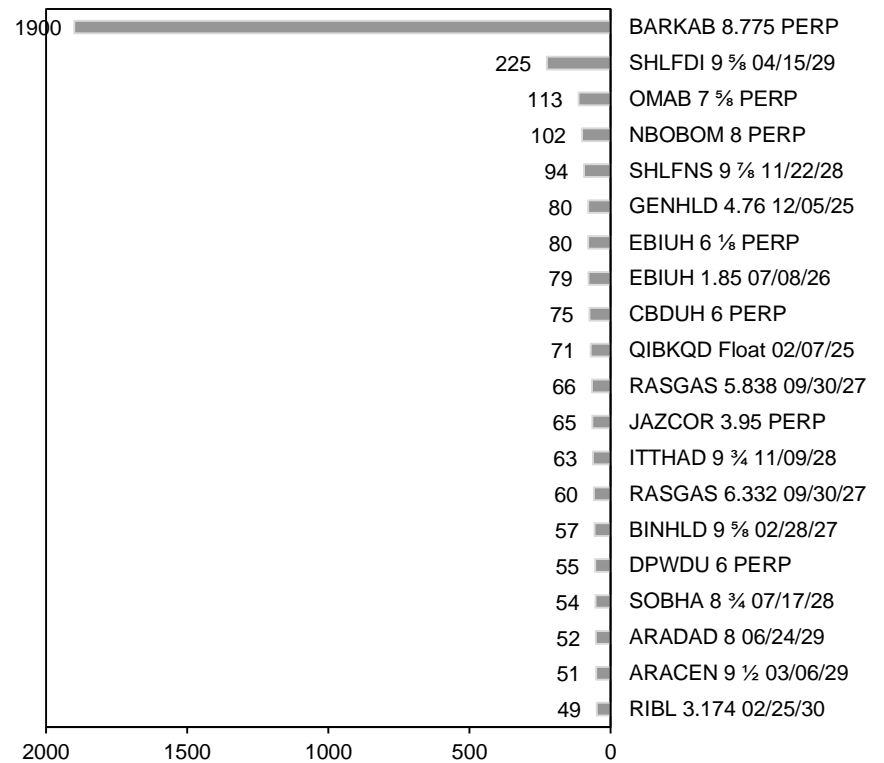 1900 BARKAB 8.775 PERP
225 SHLFDI 9 ⅝ 04/15/29
113 OMAB 7 ⅝ PERP
102 NBOBOM 8 PERP
94 SHLFNS 9 ⅞ 11/22/28
80 GENHLD 4.76 12/05/25
80 EBIUH 6 ⅛ PERP
79 EBIUH 1.85 07/08/26
75 CBDUH 6 PERP
71 QIBKQD Float 02/07/25
66 RASGAS 5.838 09/30/27
65 JAZCOR 3.95 PERP
63 ITTHAD 9 ¾ 11/09/28
60 RASGAS 6.332 09/30/27
57 BINHLD 9 ⅝ 02/28/27
55 DPWDU 6 PERP
54 SOBHA 8 ¾ 07/17/28
52 ARADAD 8 06/24/29
51 ARACEN 9 ½ 03/06/29
49 RIBL 3.174 02/25/30
2000 1500 1000 500 0